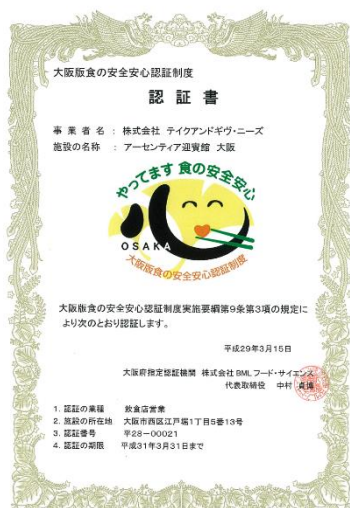 大阪版食の安全安心認証制度
認証書
事業者名 : 株式会社 テイクアンドギヴ・ニーズ
施設の名称 : アーセンティア迎賓館 大阪
やってます 食の安全安心
OSAKA
大阪版食の安全安心認証制度
大阪版食の安全安心認証制度実施要綱第9条第3項の規定に
より次のとおり認証します。
平成29年3月15日
大阪府指定認証機関 株式会社 BML フード・サイエンス
代表取締役 中村 貞博
1. 認証の業種 飲食店営業
2. 施設の所在地 大阪市西区江戸堀1丁目5番13号
3. 認証番号 平28-00021
4. 認証の期限 平成31年3月31日まで